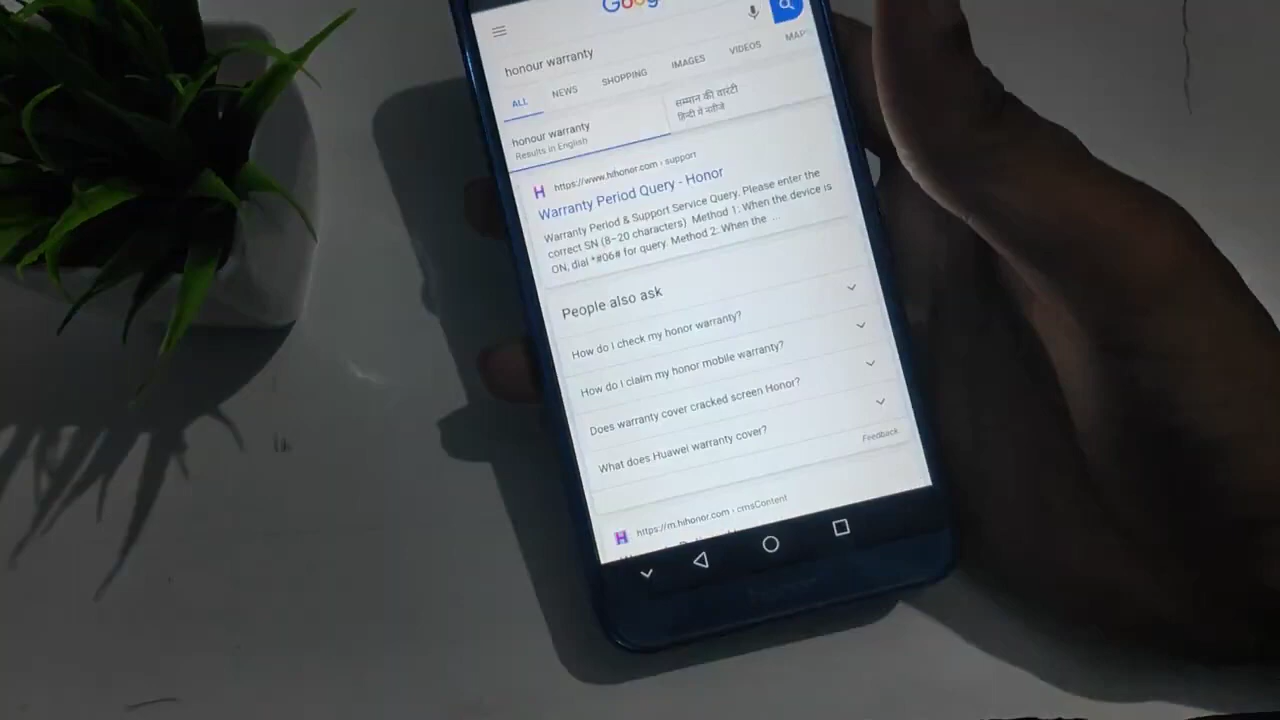 Goog
honour warranty
ALL NEWS SHOPPING IMAGES VIDEOS MAP
honour warranty
Results in English
सम्मान की वारंटी
हिन्दी में नतीजे
https://www.hihonor.com › support
Warranty Period Query - Honor
Warranty Period & Support Service Query. Please enter the
correct SN (8-20 characters) Method 1: When the device is
ON, dial *#06# for query. Method 2: When the ...
People also ask
How do I check my honor warranty?
How do I claim my honor mobile warranty?
Does warranty cover cracked screen Honor?
What does Huawei warranty cover?
Feedback
https://m.hihonor.com › cmsContent